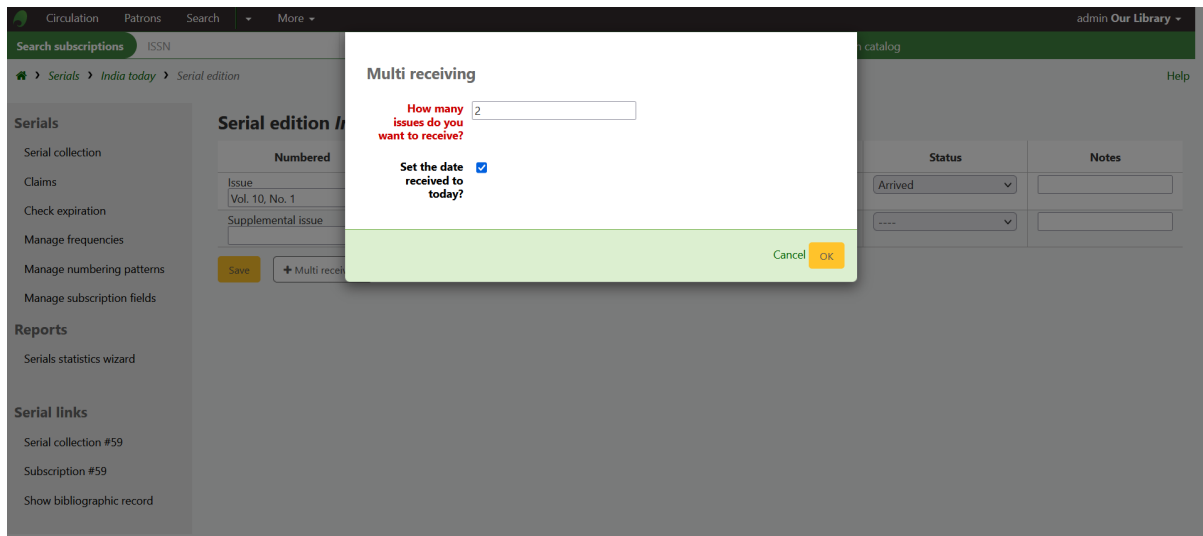 Circulation Patrons Search More admin Our Library
Search subscriptions ISSN catalog
Serials India today Serial edition Help
Multi receiving
How many issues do you want to receive? 2
Set the date received to today?
Cancel OK
Serials
Serial collection
Claims
Check expiration
Manage frequencies
Manage numbering patterns
Manage subscription fields
Reports
Serials statistics wizard
Serial links
Serial collection #59
Subscription #59
Show bibliographic record
Serial edition
Numbered Status Notes
Issue
Vol. 10, No. 1 Arrived
Supplemental issue ----
Save + Multi